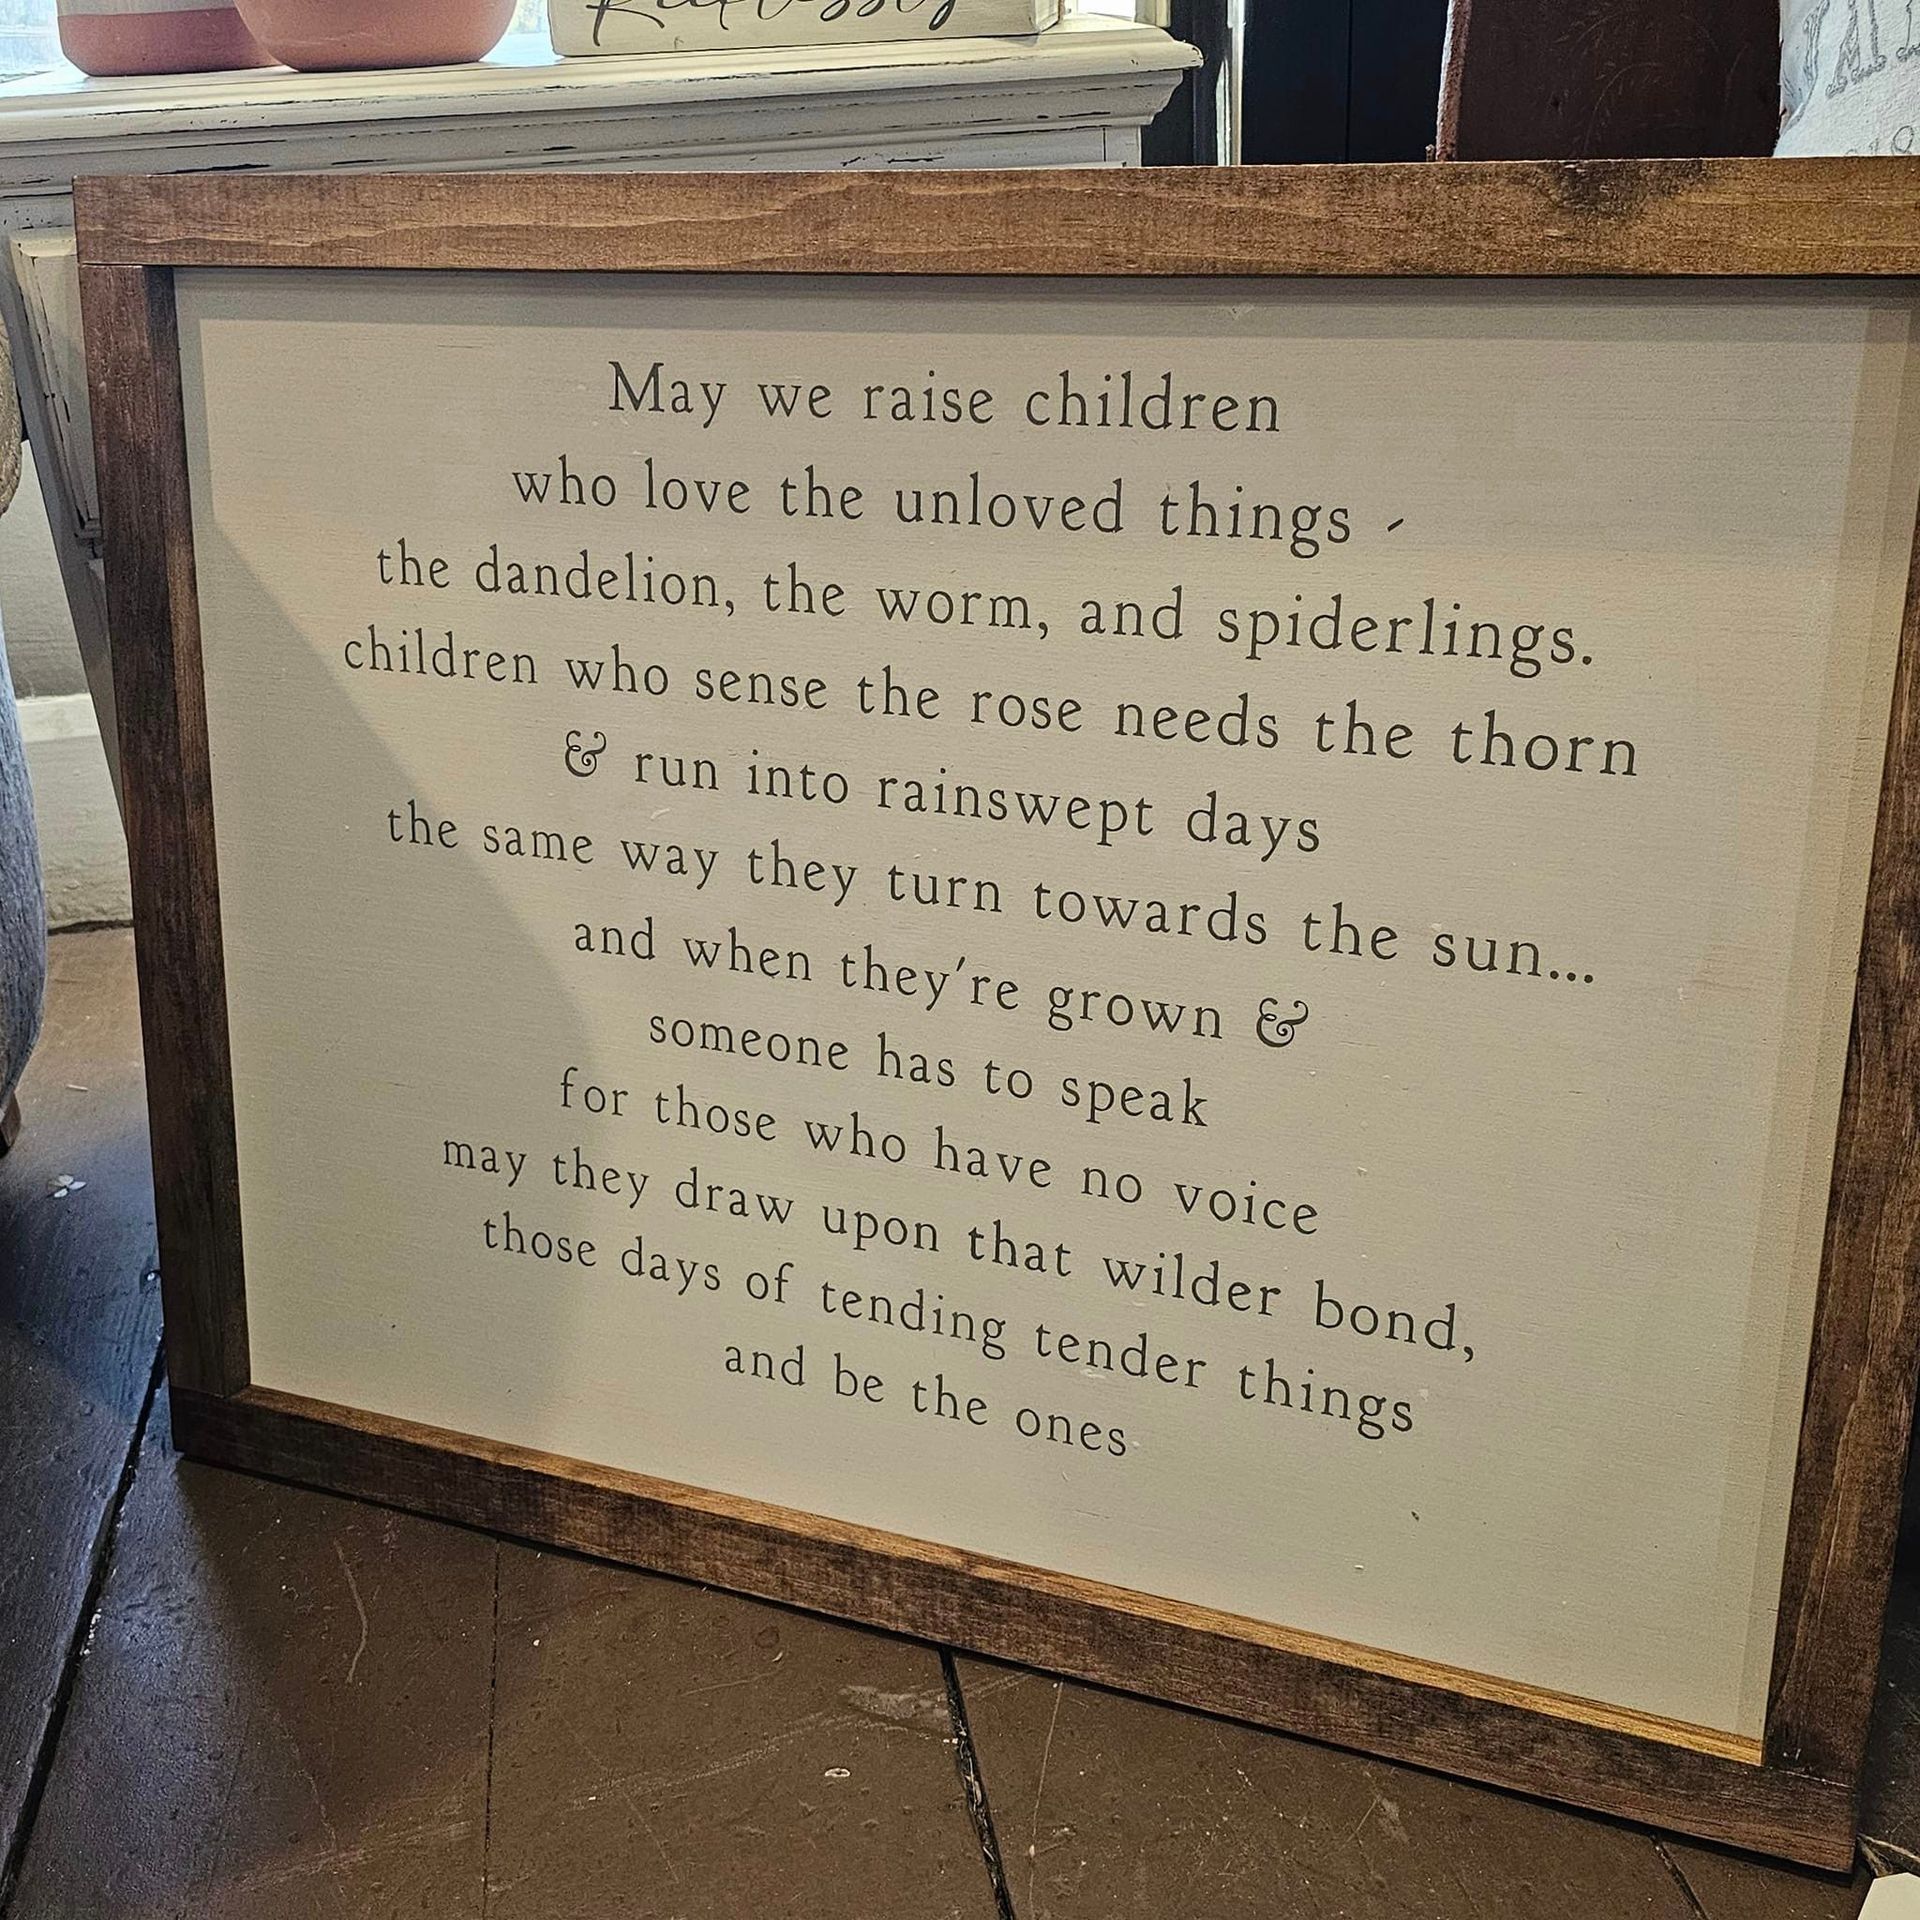 May we raise children
who love the unloved things -
the dandelion, the worm, and spiderlings.
children who sense the rose needs the thorn
& run into rainswept days
the same way they turn towards the sun...
and when they're grown &
someone has to speak
for those who have no voice
may they draw upon that wilder bond,
those days of tending tender things
and be the ones